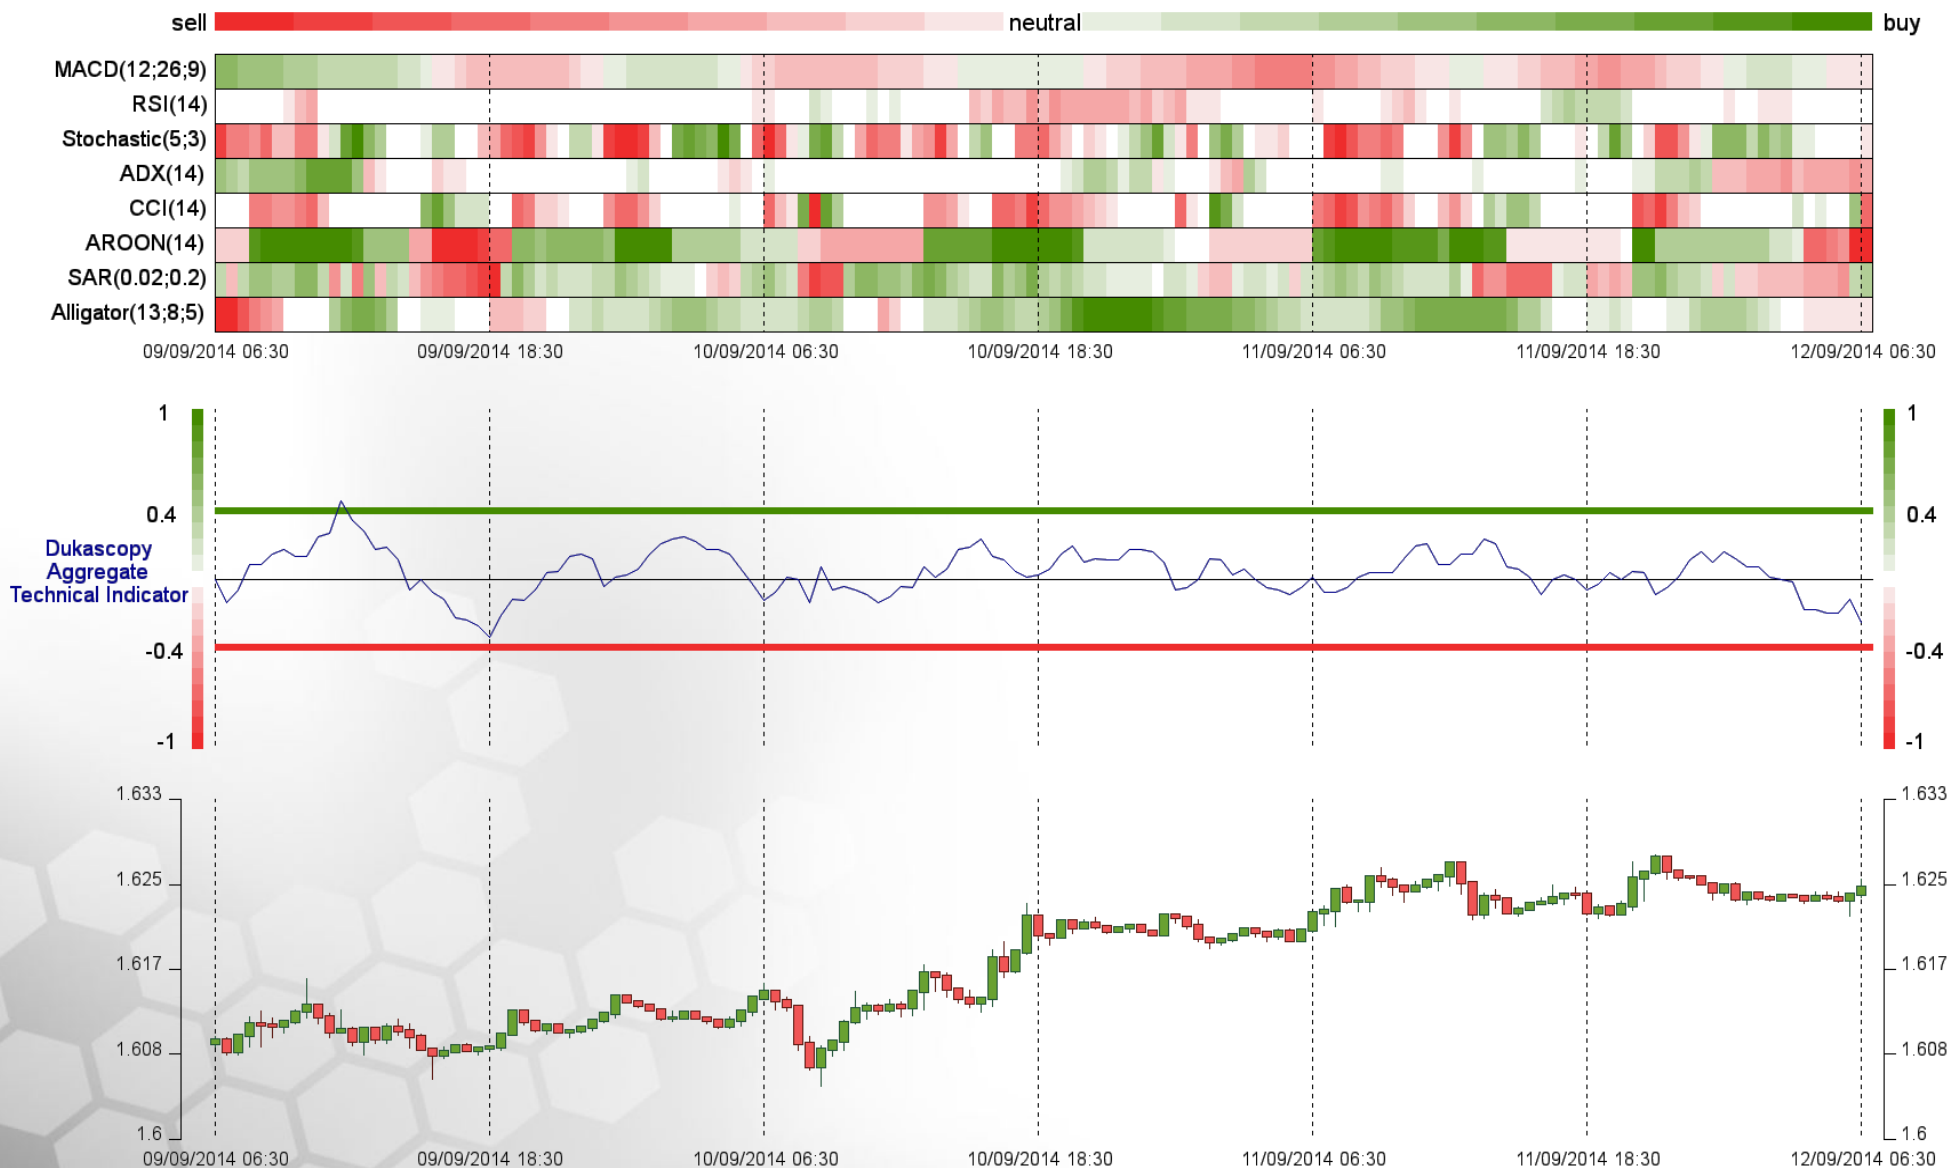 sell neutral buy
MACD(12;26;9)
RSI(14)
Stochastic(5;3)
ADX(14)
CCI(14)
AROON(14)
SAR(0.02;0.2)
Alligator(13;8;5)
09/09/2014 06:30 09/09/2014 18:30 10/09/2014 06:30 10/09/2014 18:30 11/09/2014 06:30 11/09/2014 18:30 12/09/2014 06:30
1 1
0.4 0.4
Dukascopy
Aggregate
Technical Indicator
-0.4 -0.4
-1 -1
1.633 1.633
1.625 1.625
1.617 1.617
1.608 1.608
1.6 1.6
09/09/2014 06:30 09/09/2014 18:30 10/09/2014 06:30 10/09/2014 18:30 11/09/2014 06:30 11/09/2014 18:30 12/09/2014 06:30